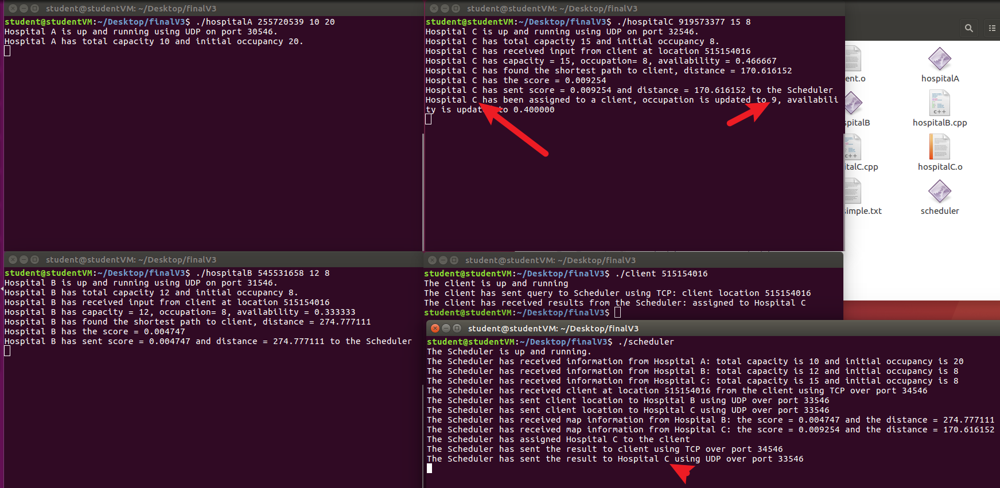 student@studentVM: ~/Desktop/finalV3
student@studentVM:~/Desktop/finalV3$ ./hospitalA 255720539 10 20
Hospital A is up and running using UDP on port 30546.
Hospital A has total capacity 10 and initial occupancy 20.
student@studentVM: ~/Desktop/finalV3
student@studentVM:~/Desktop/finalV3$ ./hospitalC 919573377 15 8
Hospital C is up and running using UDP on port 32546.
Hospital C has total capacity 15 and initial occupancy 8.
Hospital C has received input from client at location 515154016
Hospital C has capacity = 15, occupation= 8, availability = 0.466667
Hospital C has found the shortest path to client, distance = 170.616152
Hospital C has the score = 0.009254
Hospital C has sent score = 0.009254 and distance = 170.616152 to the Scheduler
Hospital C has been assigned to a client, occupation is updated to 9, availabili
ty is updat to 0.400000
ent.o
hospitalA
spitalB
hospitalB.cpp
italC.cpp
hospitalC.o
simple.txt
scheduler
student@studentVM: ~/Desktop/finalV3
student@studentVM:~/Desktop/finalV3$ ./hospitalB 545531658 12 8
Hospital B is up and running using UDP on port 31546.
Hospital B has total capacity 12 and initial occupancy 8.
Hospital B has received input from client at location 515154016
Hospital B has capacity = 12, occupation= 8, availability = 0.333333
Hospital B has found the shortest path to client, distance = 274.777111
Hospital B has the score = 0.004747
Hospital B has sent score = 0.004747 and distance = 274.777111 to the Scheduler
student@studentVM: ~/Desktop/finalV3
student@studentVM:~/Desktop/finalV3$ ./client 515154016
The client is up and running
The client has sent query to Scheduler using TCP: client location 515154016
The client has received results from the Scheduler: assigned to Hospital C
student@studentVM:~/Desktop/finalV3$
student@studentVM: ~/Desktop/finalV3
student@studentVM:~/Desktop/finalV3$ ./scheduler
The Scheduler is up and running.
The Scheduler has received information from Hospital A: total capacity is 10 and initial occupancy is 20
The Scheduler has received information from Hospital B: total capacity is 12 and initial occupancy is 8
The Scheduler has received information from Hospital C: total capacity is 15 and initial occupancy is 8
The Scheduler has received client at location 515154016 from the client using TCP over port 34546
The Scheduler has sent client location to Hospital B using UDP over port 33546
The Scheduler has sent client location to Hospital C using UDP over port 33546
The Scheduler has received map information from Hospital B: the score = 0.004747 and the distance = 274.777111
The Scheduler has received map information from Hospital C: the score = 0.009254 and the distance = 170.616152
The Scheduler has assigned Hospital C to the client
The Scheduler has sent the result to client using TCP over port 34546
The Scheduler has sent the result to Hospital C using UDP over port 33546